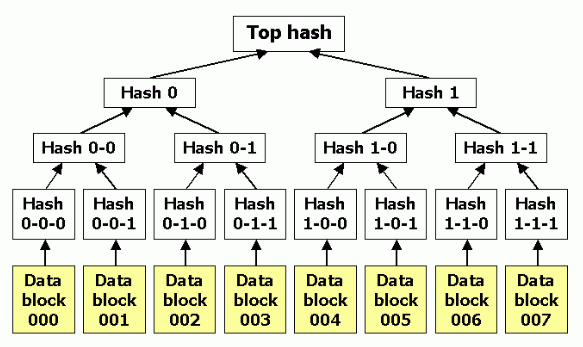 Top hash
Hash 0
Hash 1
Hash 0-0
Hash 0-1
Hash 1-0
Hash 1-1
Hash
0-0-0
Hash
0-0-1
Hash
0-1-0
Hash
0-1-1
Hash
1-0-0
Hash
1-0-1
Hash
1-1-0
Hash
1-1-1
Data
block
000
Data
block
001
Data
block
002
Data
block
003
Data
block
004
Data
block
005
Data
block
006
Data
block
007